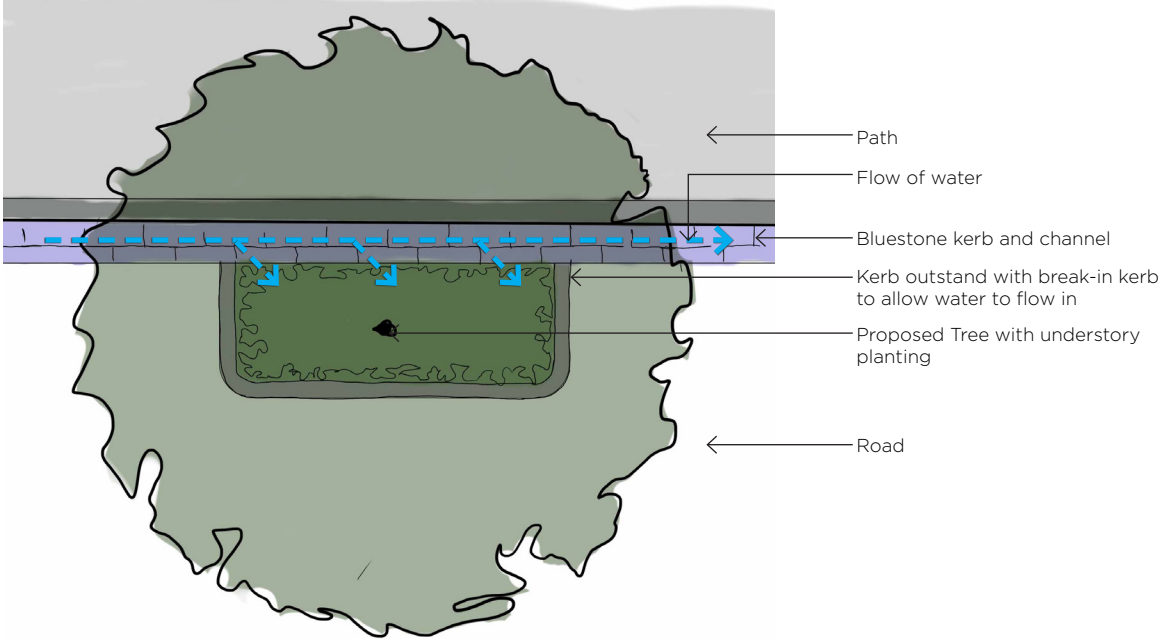 Path
Flow of water
Bluestone kerb and channel
Kerb outstand with break-in kerb
to allow water to flow in
Proposed Tree with understory
planting
Road